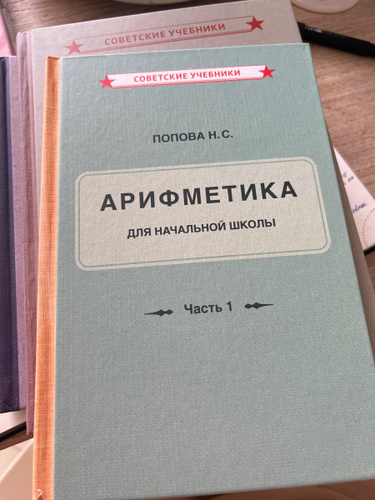 СОВЕТСКИЕ УЧЕБНИКИ
СОВЕТСКИЕ УЧЕБНИКИ
ПОПОВА Н.С.
АРИФМЕТИКА
ДЛЯ НАЧАЛЬНОЙ ШКОЛЫ
Часть 1